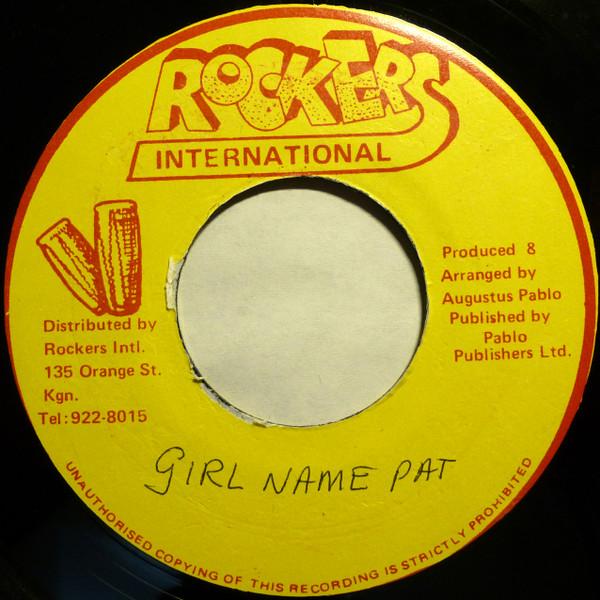 ROCKERS
INTERNATIONAL
Produced 8
Arranged by
Augustus Pablo
Published by
Pablo
Publishers Ltd.
Distributed by
Rockers Intl.
135 Orange St.
Kgn.
Tel:922-8015
GIRL NAME PAT
UNAUTHORISED COPYING OF THIS RECORDING IS STRICTLY PROHIBITED